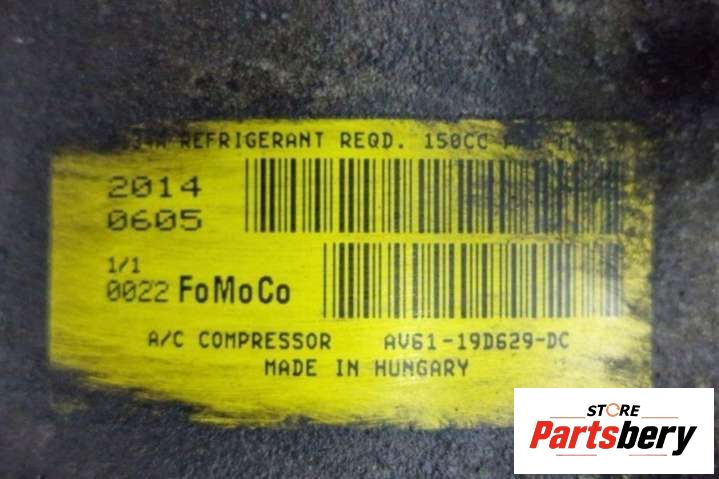 REFRIGERANT REQD. 150CC
2014
0605
1/1
0022 FoMoCo
A/C COMPRESSOR AV61-19D629-DC
MADE IN HUNGARY
STORE
Partsbery